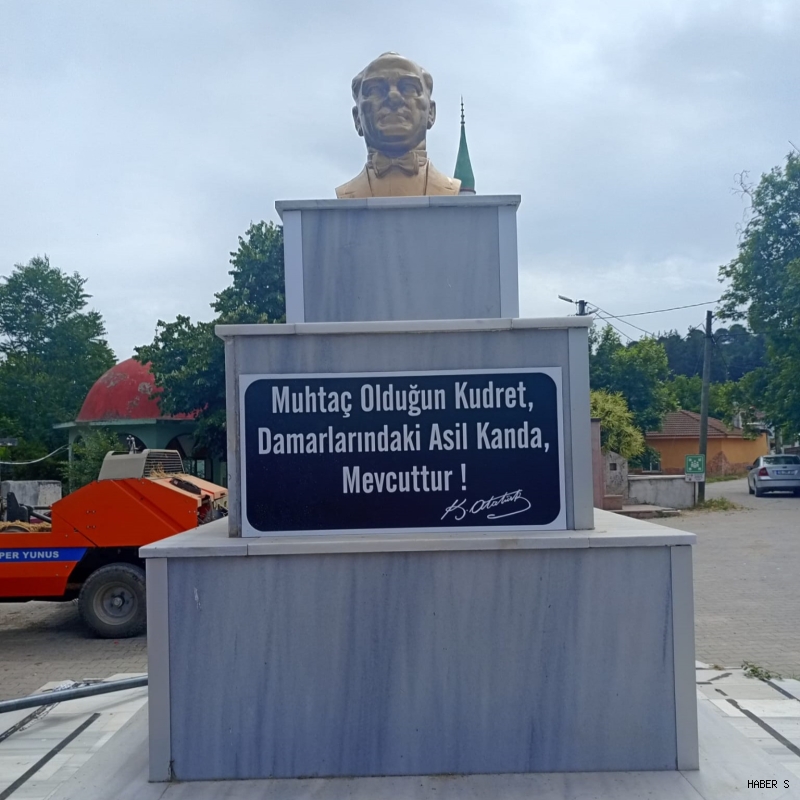 Muhtaç Olduğun Kudret,
Damarlarındaki Asil Kanda,
Mevcuttur !
K. Atatürk
PER YUNUS
HABER S